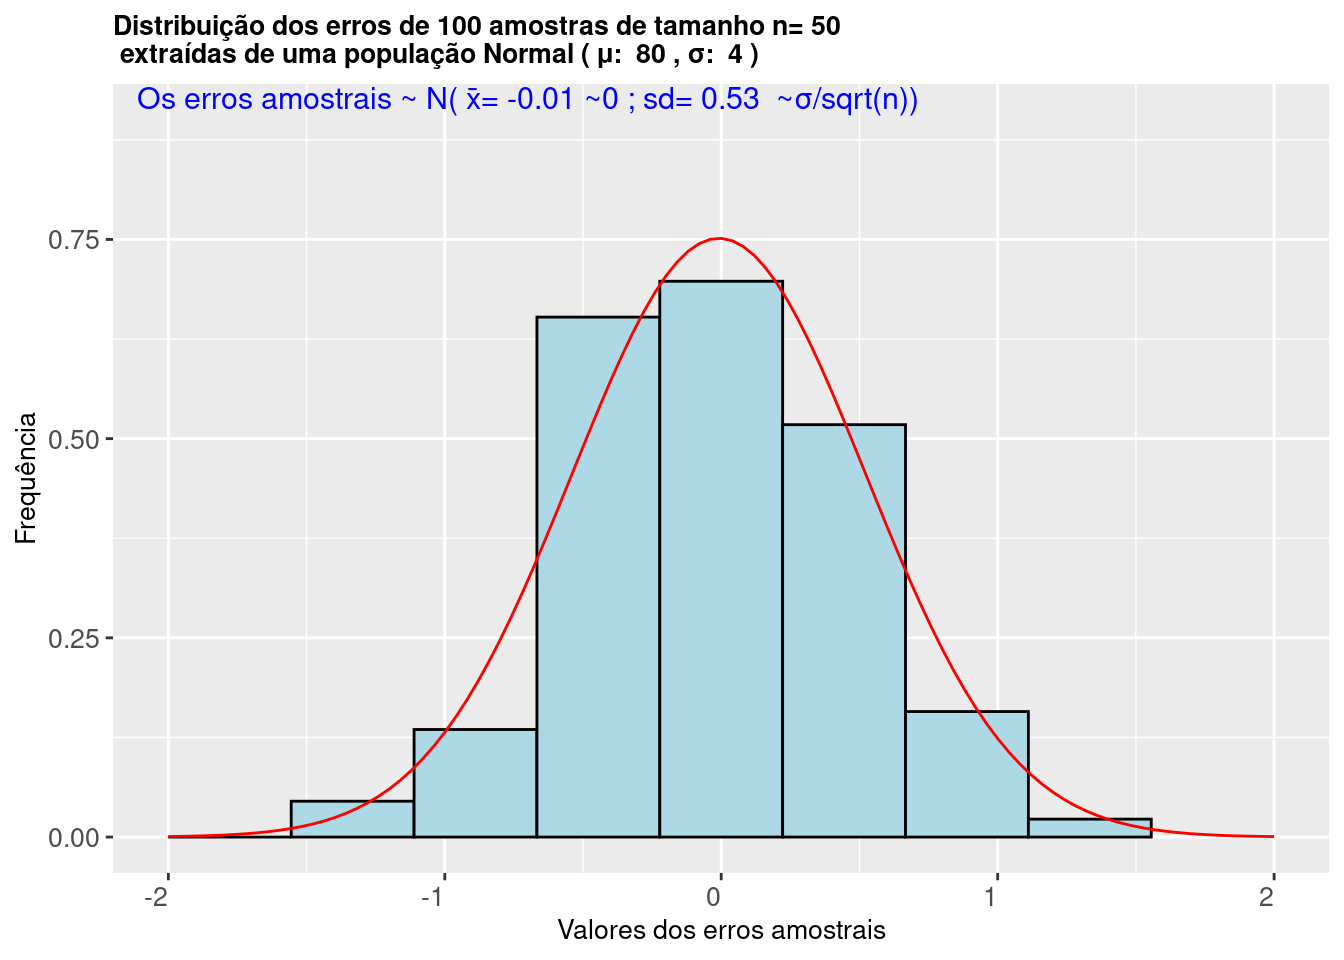 Distribuição dos erros de 100 amostras de tamanho n= 50
extraídas de uma população Normal ( μ:  80 , σ:  4 )
Os erros amostrais ~ N( x̄= -0.01 ~0 ; sd= 0.53  ~σ/sqrt(n))
0.75
0.50
0.25
0.00
Frequência
-2
-1
0
1
2
Valores dos erros amostrais